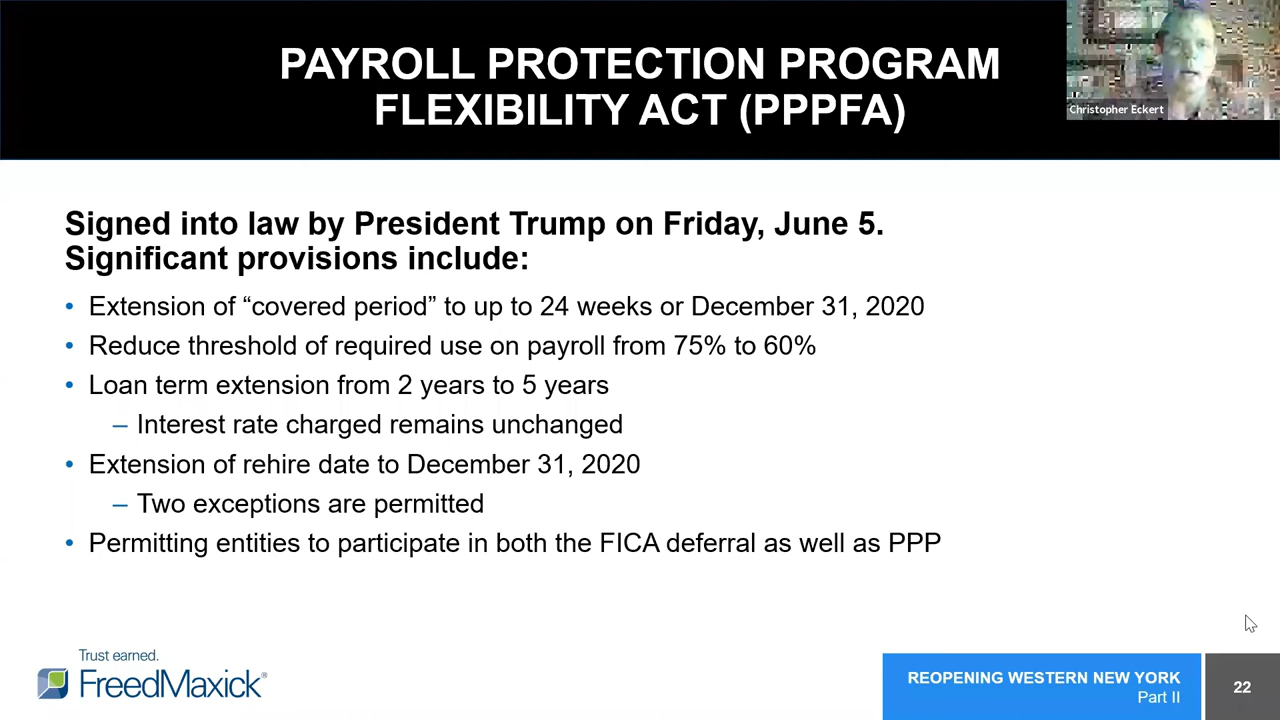 PAYROLL PROTECTION PROGRAM
FLEXIBILITY ACT (PPPFA)
Christopher Eckert
Signed into law by President Trump on Friday, June 5.
Significant provisions include:
• Extension of “covered period” to up to 24 weeks or December 31, 2020
• Reduce threshold of required use on payroll from 75% to 60%
• Loan term extension from 2 years to 5 years
– Interest rate charged remains unchanged
• Extension of rehire date to December 31, 2020
– Two exceptions are permitted
• Permitting entities to participate in both the FICA deferral as well as PPP
Trust earned.
FreedMaxick®
REOPENING WESTERN NEW YORK
Part II
22